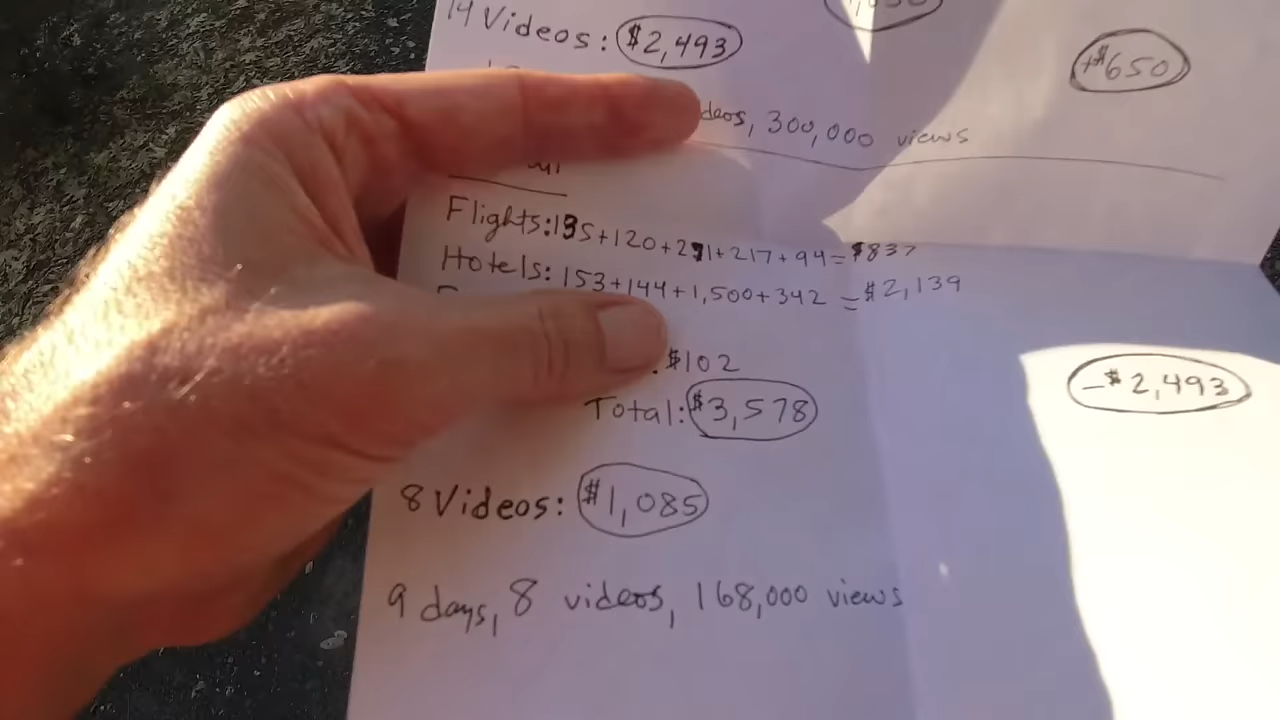 14 Videos: $2,493
+$650
deos, 300,000 views
Flights: 135+120+271+217+94=$837
Hotels: 153+144+1,500+342 = $2,139
$102
Total: $3,578
-$2,493
8 Videos: $1,085
9 days, 8 videos, 168,000 views